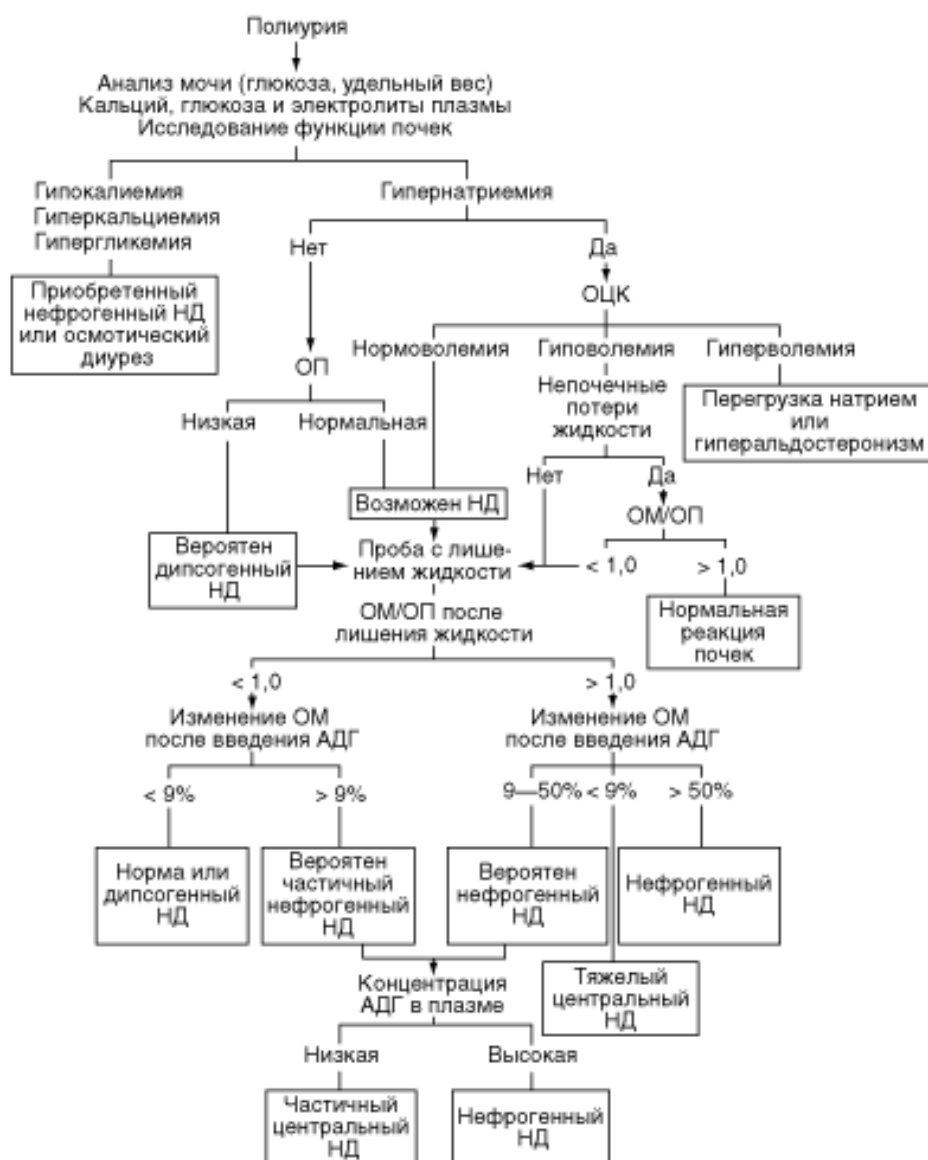 Полиурия
Анализ мочи (глюкоза, удельный вес)
Кальций, глюкоза и электролиты плазмы
Исследование функции почек
Гипокалиемия
Гиперкальциемия
Гипергликемия
Гипернатриемия
Нет
Да
Приобретенный
нефрогенный НД
или осмотический
диурез
ОЦК
Нормоволемия
Гиповолемия
Гиперволемия
ОП
Непочечные
потери
жидкости
Перегрузка натрием
или
гиперальдостеронизм
Низкая
Нормальная
Нет
Да
Возможен НД
ОМ/ОП
Вероятен
дипсогенный
НД
Проба с лише-
нием жидкости
< 1,0
> 1,0
ОМ/ОП после
лишения жидкости
Нормальная
реакция
почек
< 1,0
> 1,0
Изменение ОМ
после введения АДГ
Изменение ОМ
после введения АДГ
< 9%
> 9%
9—50%
< 9%
> 50%
Норма или
дипсогенный
НД
Вероятен
частичный
нефрогенный
НД
Вероятен
нефрогенный
НД
Нефрогенный
НД
Концентрация
АДГ в плазме
Тяжелый
центральный
НД
Низкая
Высокая
Частичный
центральный
НД
Нефрогенный
НД